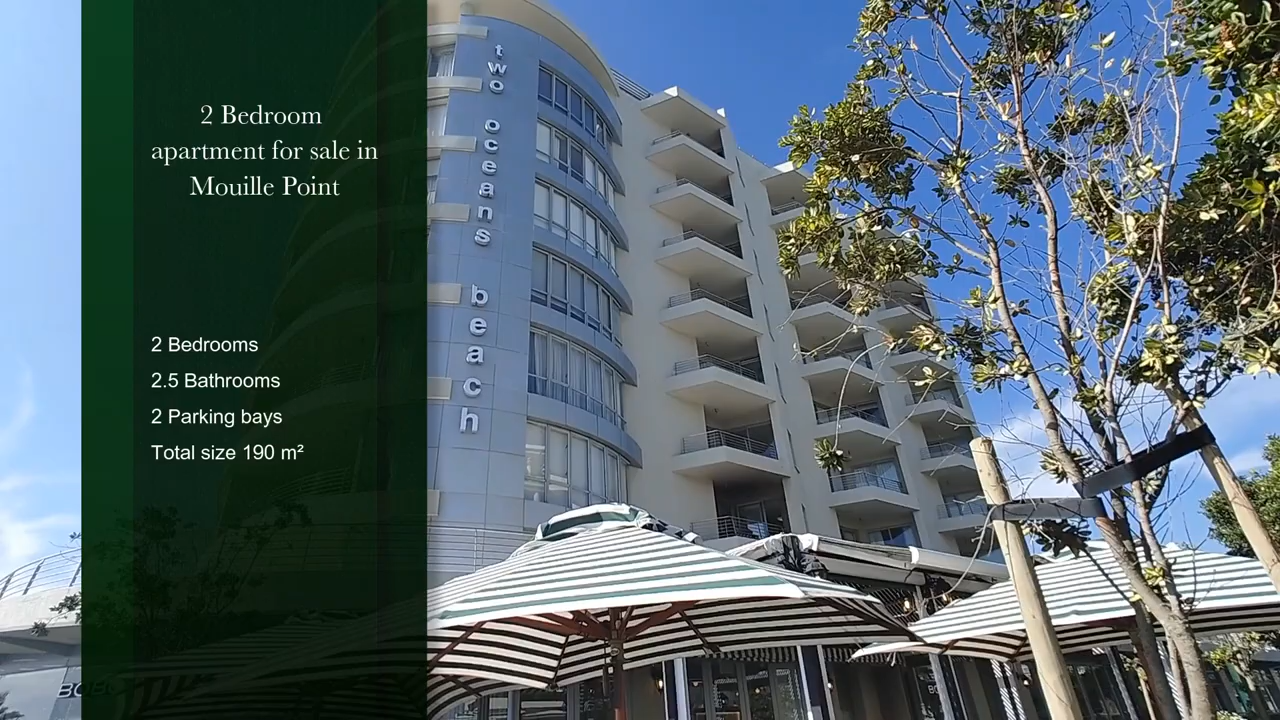 2 Bedroom
apartment for sale in
Mouille Point
2 Bedrooms
2.5 Bathrooms
2 Parking bays
Total size 190 m²
two oceans beach